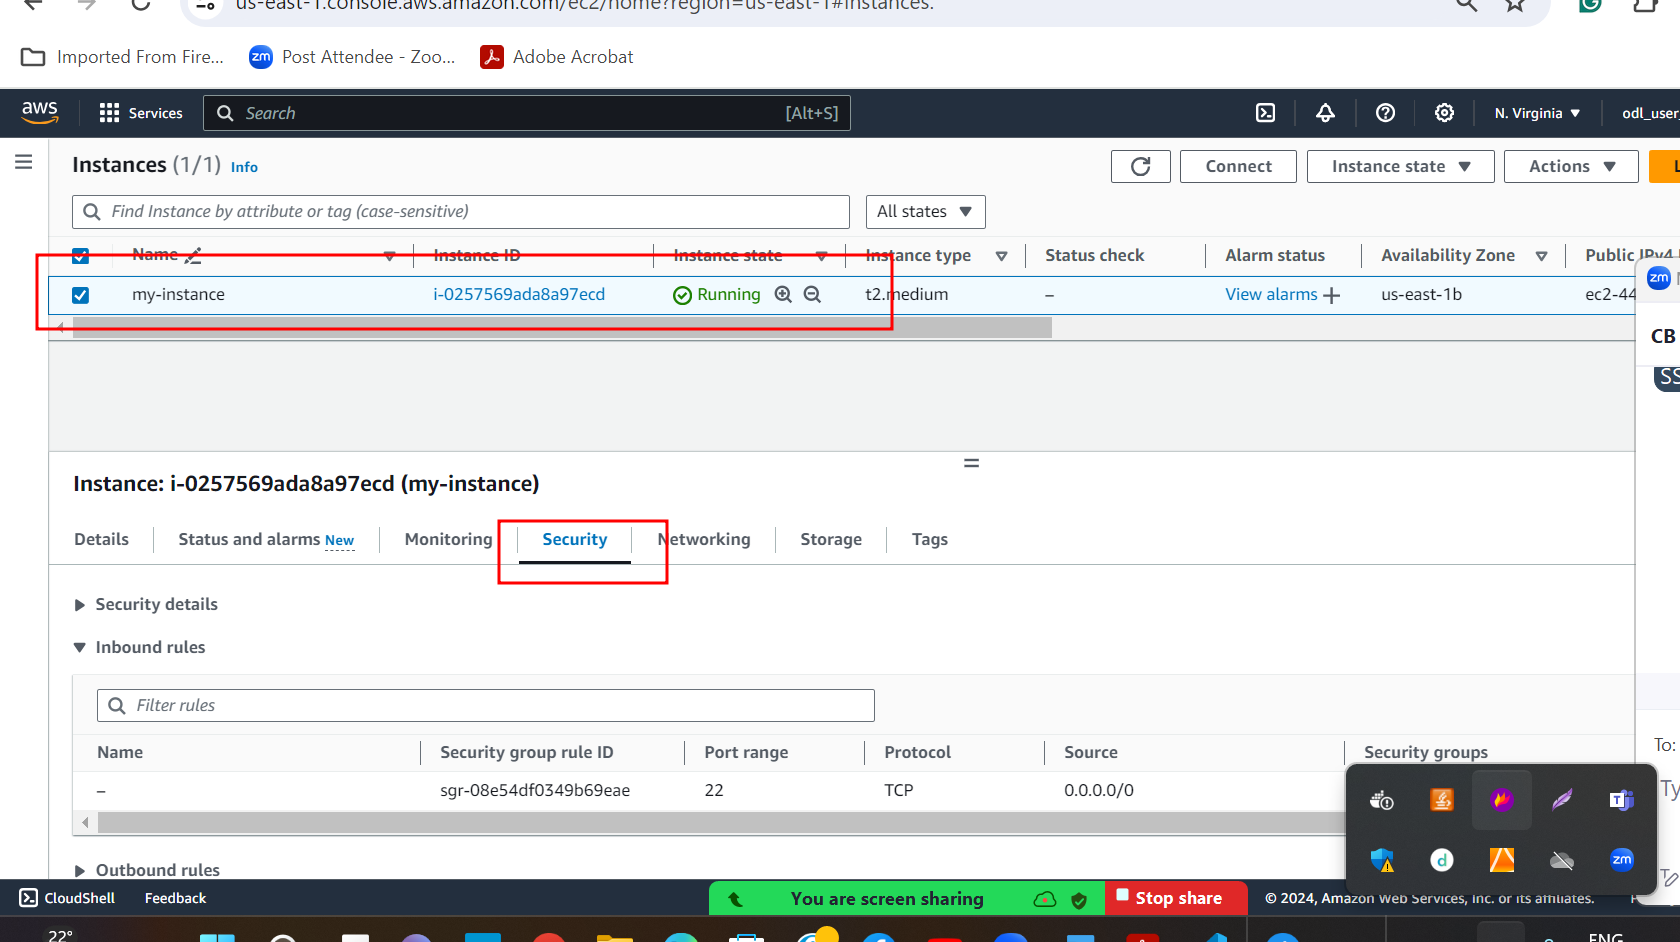 us-east-1.console.aws.amazon.com/ec2/home?region=us-east-1#Instances:
Imported From Fire...
zm
Post Attendee - Zoo...
Adobe Acrobat
aws
Services
Search
[Alt+S]
N. Virginia
odl_user
Instances (1/1) Info
Connect
Instance state
Actions
Find Instance by attribute or tag (case-sensitive)
All states
Name
Instance ID
Instance state
Instance type
Status check
Alarm status
Availability Zone
Public IPv4
my-instance
i-0257569ada8a97ecd
Running
t2.medium
–
View alarms
us-east-1b
ec2-44
zm
CB
SS
Instance: i-0257569ada8a97ecd (my-instance)
Details
Status and alarms New
Monitoring
Security
Networking
Storage
Tags
Security details
Inbound rules
Filter rules
Name
Security group rule ID
Port range
Protocol
Source
Security groups
To:
–
sgr-08e54df0349b69eae
22
TCP
0.0.0.0/0
Ty
zm
Outbound rules
CloudShell
Feedback
You are screen sharing
Stop share
© 2024, Amazon Web Services, Inc. or its affiliates.
22°
ENG